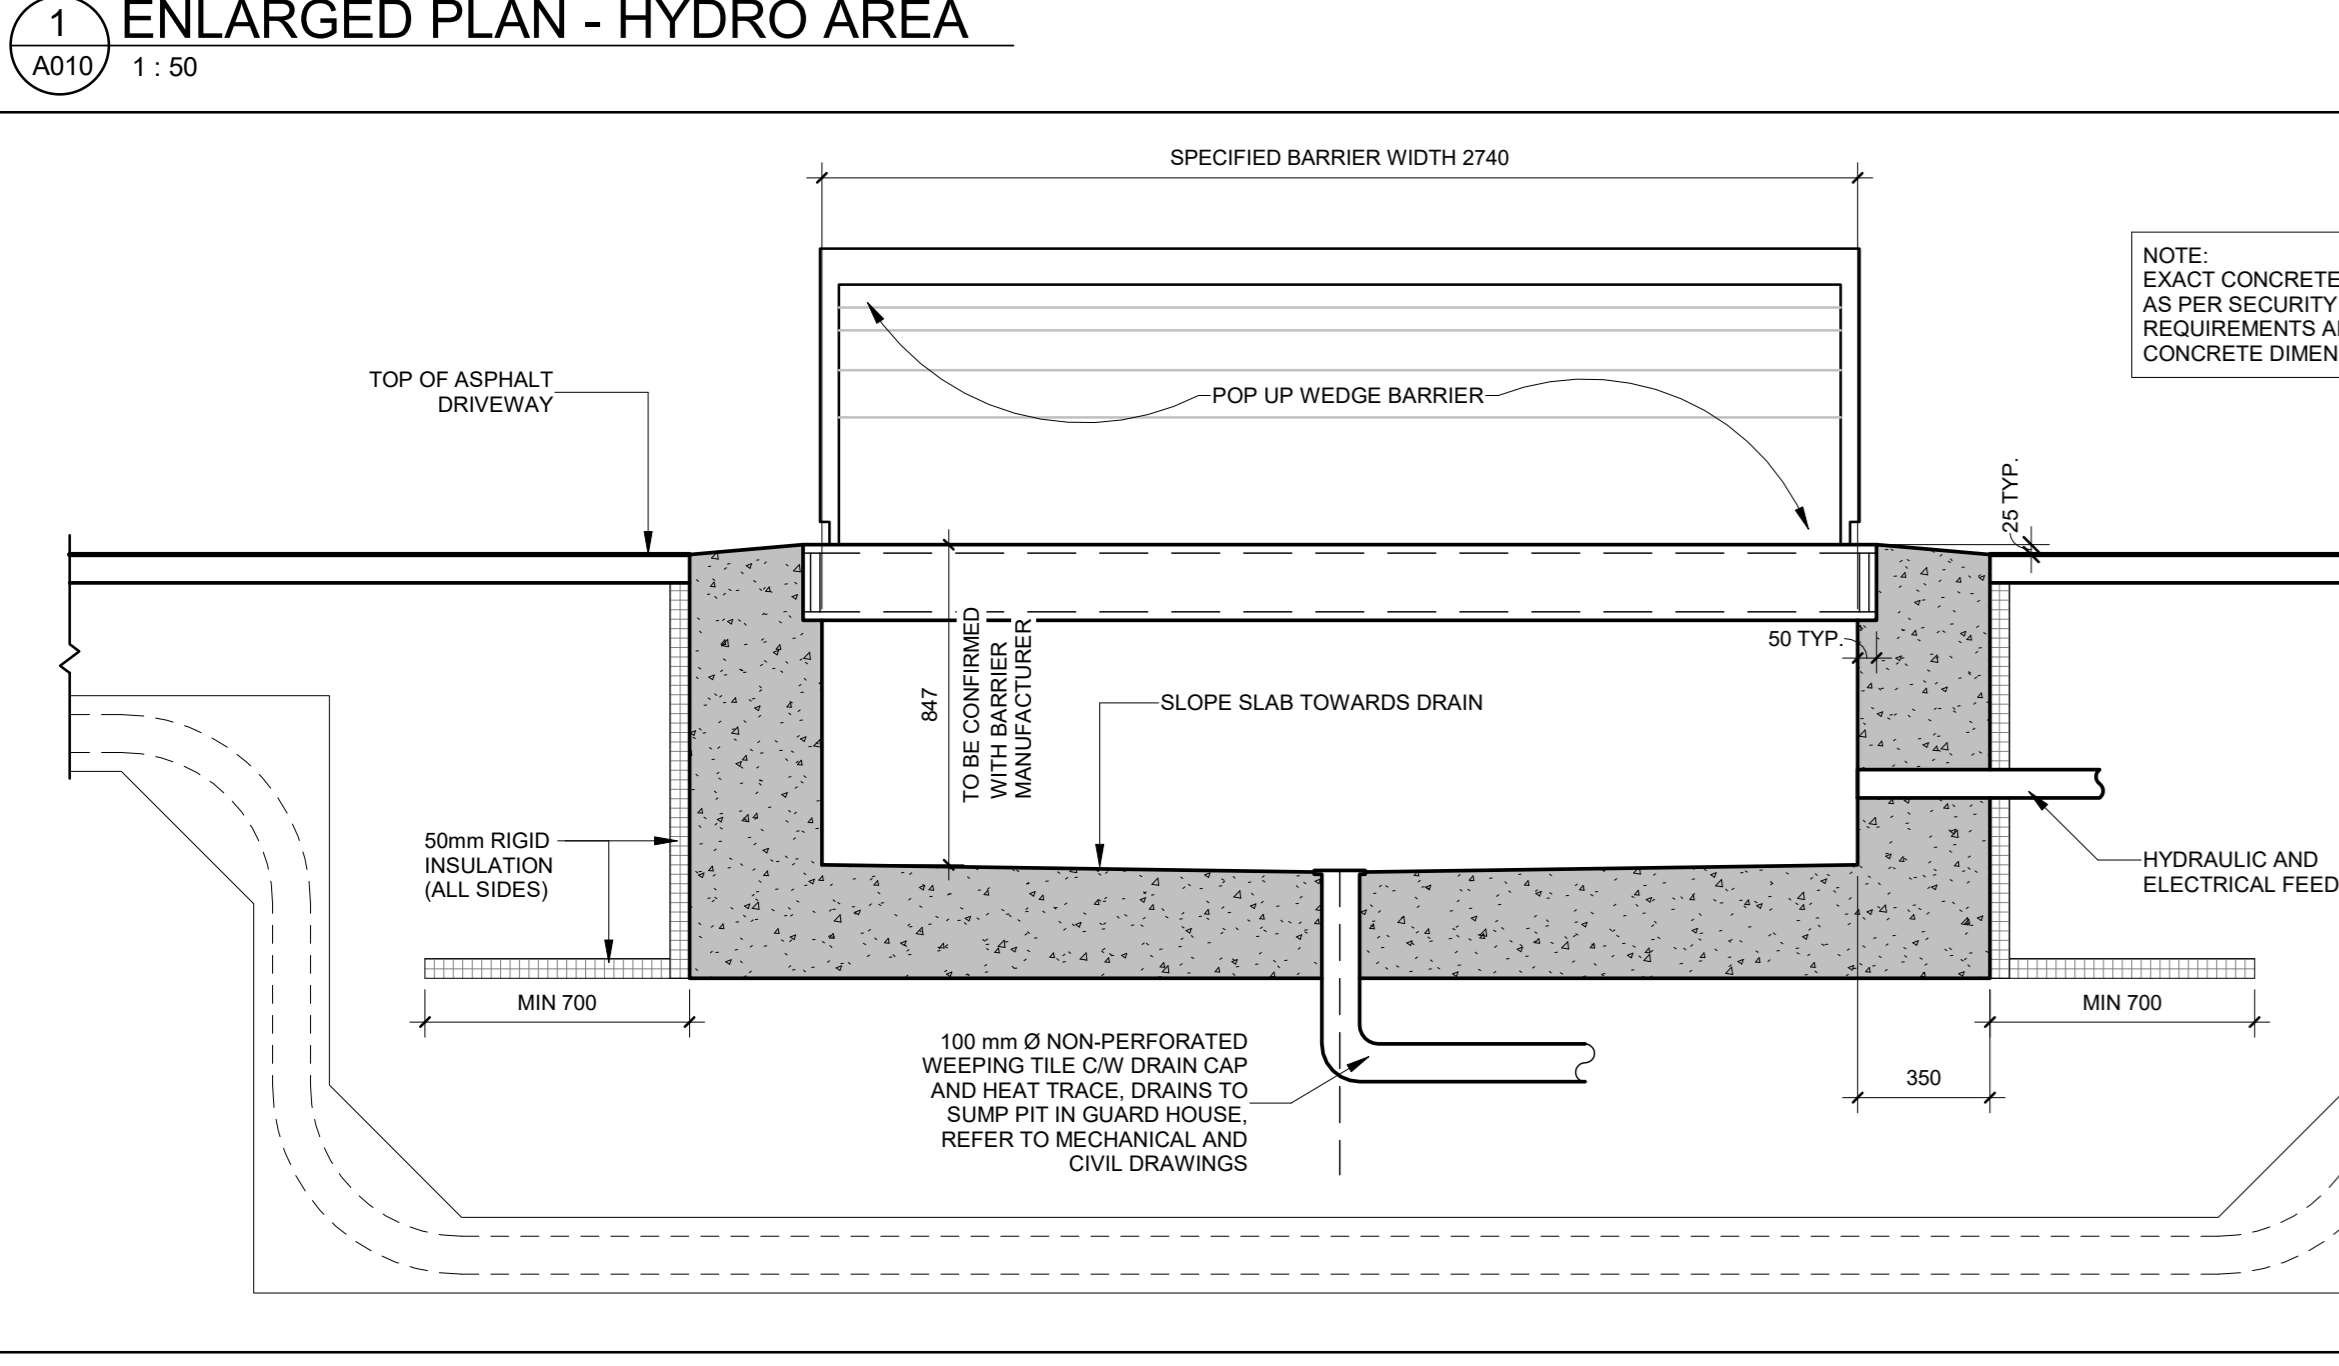 1
A010
ENLARGED PLAN - HYDRO AREA
1 : 50
SPECIFIED BARRIER WIDTH 2740
NOTE:
EXACT CONCRETE
AS PER SECURITY
REQUIREMENTS
CONCRETE
TOP OF ASPHALT
DRIVEWAY
POP UP WEDGE BARRIER
25 TYP.
50 TYP.
847
TO BE CONFIRMED
WITH BARRIER
MANUFACTURER
SLOPE SLAB TOWARDS DRAIN
50mm RIGID
INSULATION
(ALL SIDES)
HYDRAULIC AND
ELECTRICAL FEED
MIN 700
MIN 700
100 mm Ø NON-PERFORATED
WEEPING TILE C/W DRAIN CAP
AND HEAT TRACE, DRAINS TO
SUMP PIT IN GUARD HOUSE,
REFER TO MECHANICAL AND
CIVIL DRAWINGS
350